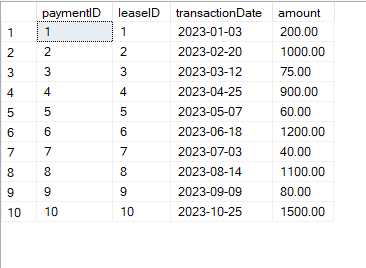 paymentID leaseID transactionDate amount
1 1 1 2023-01-03 200.00
2 2 2 2023-02-20 1000.00
3 3 3 2023-03-12 75.00
4 4 4 2023-04-25 900.00
5 5 5 2023-05-07 60.00
6 6 6 2023-06-18 1200.00
7 7 7 2023-07-03 40.00
8 8 8 2023-08-14 1100.00
9 9 9 2023-09-09 80.00
10 10 10 2023-10-25 1500.00